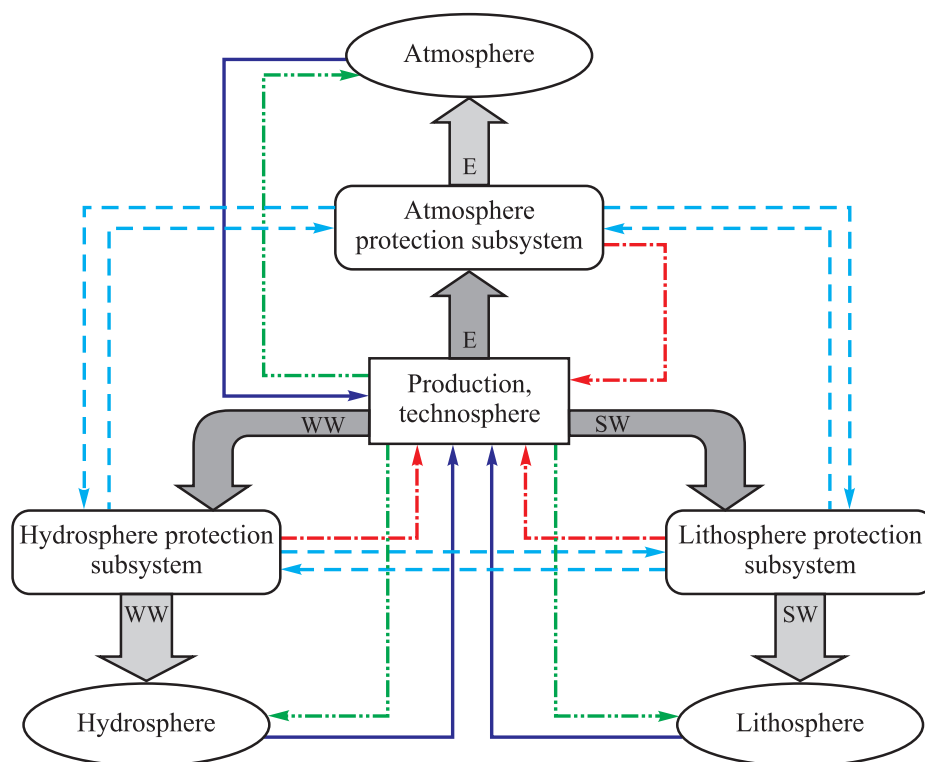 Atmosphere
E
Atmosphere
protection subsystem
E
Production,
technosphere
WW
SW
Hydrosphere protection
subsystem
Lithosphere protection
subsystem
WW
SW
Hydrosphere
Lithosphere